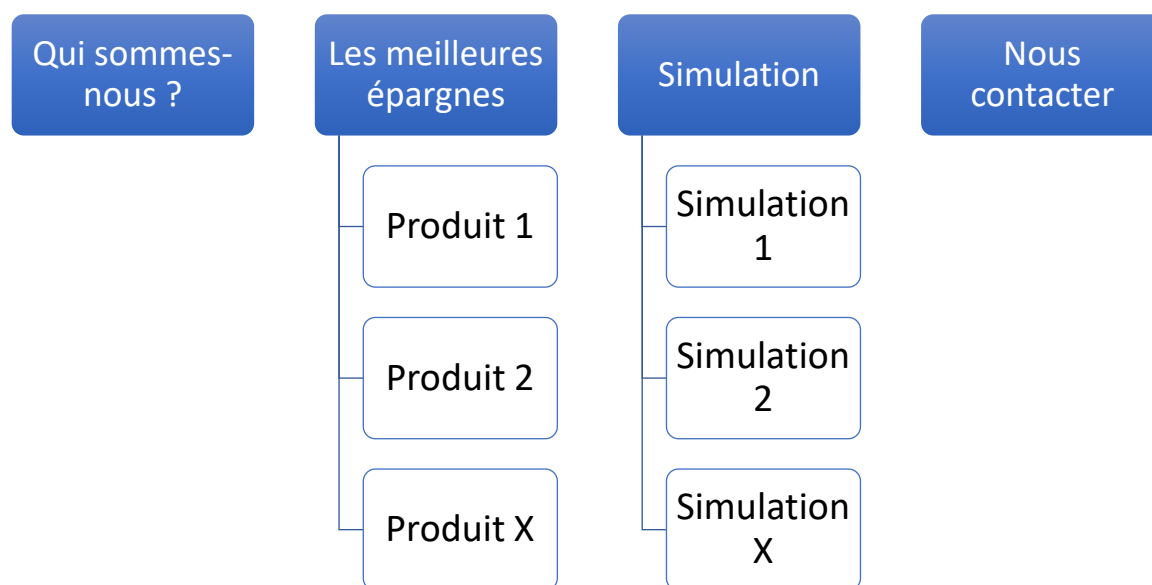 Qui sommes-
nous ?
Les meilleures
épargnes
Simulation
Nous
contacter
Produit 1
Produit 2
Produit X
Simulation
1
Simulation
2
Simulation
X